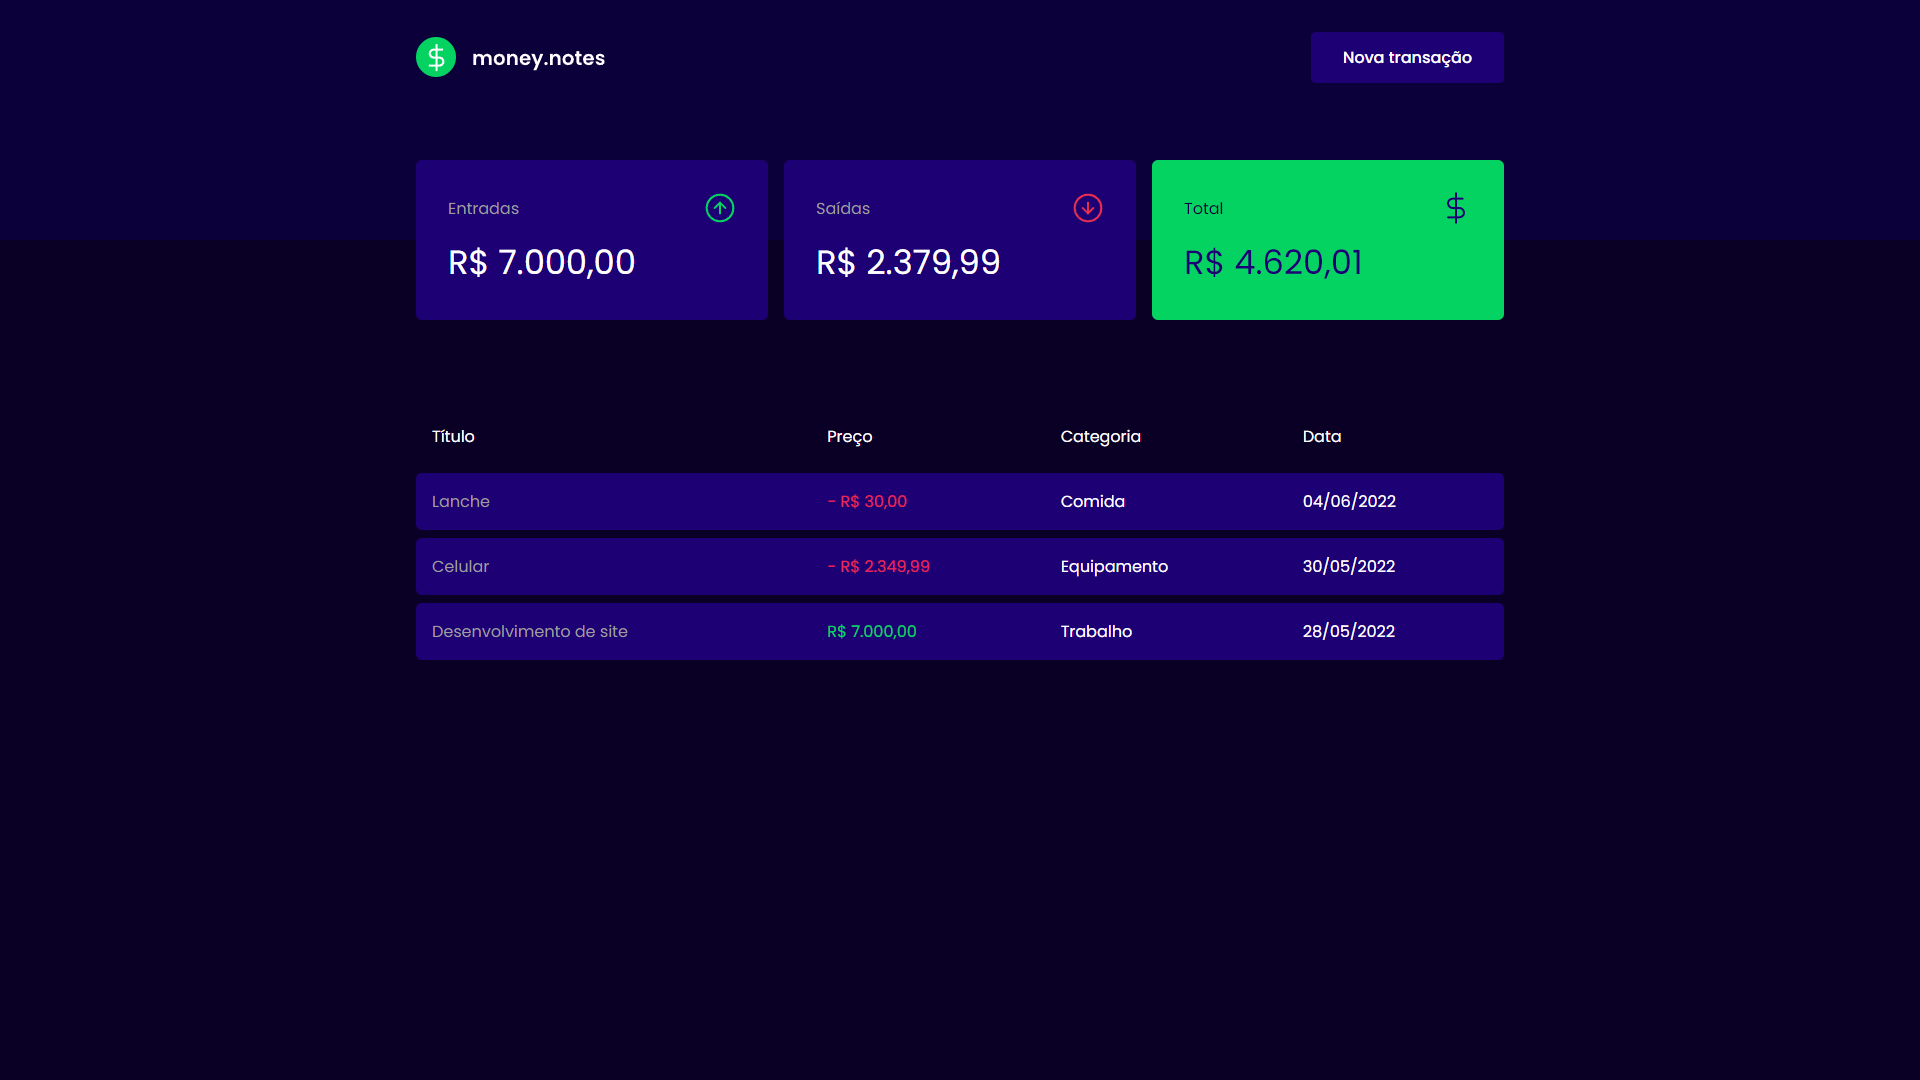 money.notes
Nova transação
Entradas
R$ 7.000,00
Saídas
R$ 2.379,99
Total
$
R$ 4.620,01
Título Preço Categoria Data
Lanche - R$ 30,00 Comida 04/06/2022
Celular - R$ 2.349,99 Equipamento 30/05/2022
Desenvolvimento de site R$ 7.000,00 Trabalho 28/05/2022